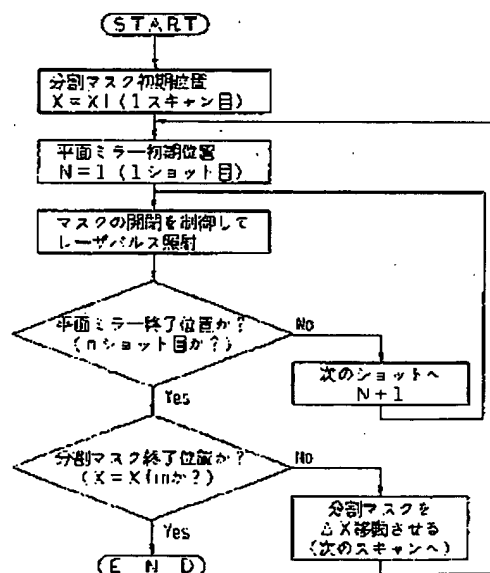 START
分割マスク初期位置
X=XI(1スキャン目)
平面ミラー初期位置
N=1(1ショット目)
マスクの開閉を制御して
レーザパルス照射
平面ミラー終了位置か?
(nショット目か?)
No
次のショットへ
N+1
Yes
分割マスク終了位置か?
(X=Xfinか?)
No
分割マスクを
△X移動させる
(次のスキャンへ)
Yes
END